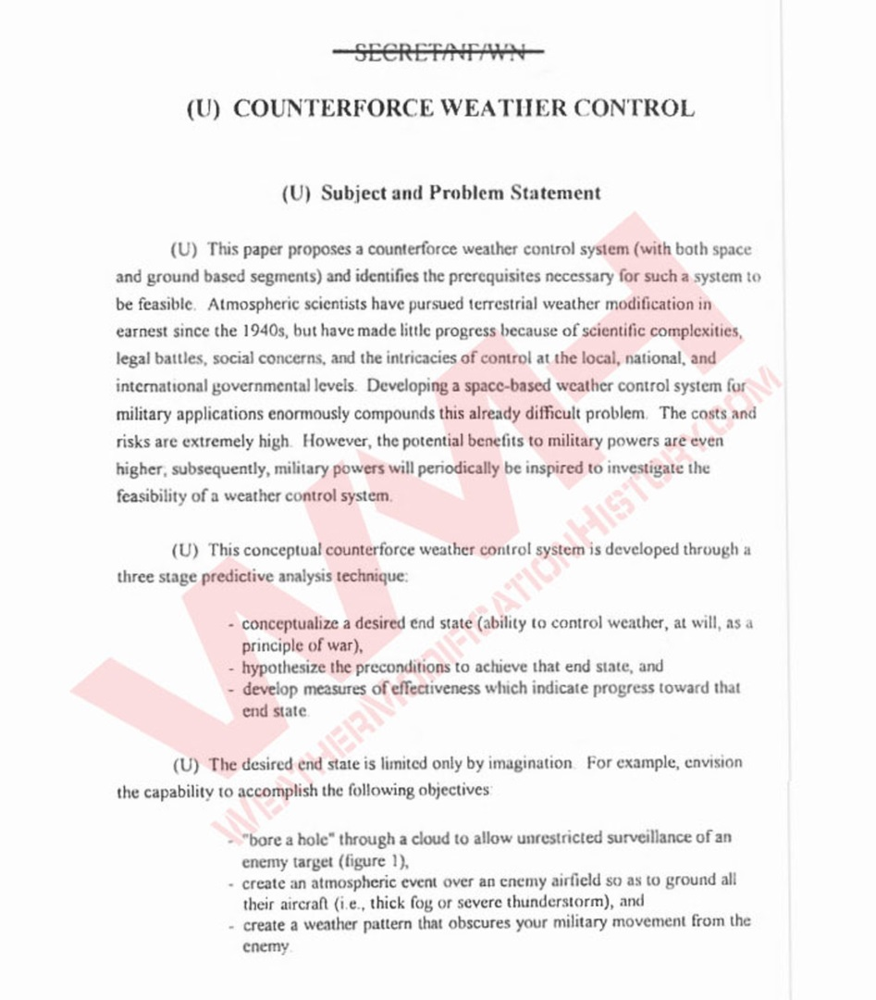 SECRET/NF/WN
(U) COUNTERFORCE WEATHER CONTROL
(U) Subject and Problem Statement
(U) This paper proposes a counterforce weather control system (with both space
and ground based segments) and identifies the prerequisites necessary for such a system to
be feasible. Atmospheric scientists have pursued terrestrial weather modification in
earnest since the 1940s, but have made little progress because of scientific complexities,
legal battles, social concerns, and the intricacies of control at the local, national, and
international governmental levels. Developing a space-based weather control system for
military applications enormously compounds this already difficult problem. The costs and
risks are extremely high. However, the potential benefits to military powers are even
higher; subsequently, military powers will periodically be inspired to investigate the
feasibility of a weather control system.
(U) This conceptual counterforce weather control system is developed through a
three stage predictive analysis technique:
- conceptualize a desired end state (ability to control weather, at will, as a
principle of war),
- hypothesize the preconditions to achieve that end state, and
- develop measures of effectiveness which indicate progress toward that
end state.
(U) The desired end state is limited only by imagination. For example, envision
the capability to accomplish the following objectives:
- "bore a hole" through a cloud to allow unrestricted surveillance of an
enemy target (figure 1),
- create an atmospheric event over an enemy airfield so as to ground all
their aircraft (i.e., thick fog or severe thunderstorm), and
- create a weather pattern that obscures your military movement from the
enemy.
WMH
WEATHERMODIFICATIONHISTORY.COM